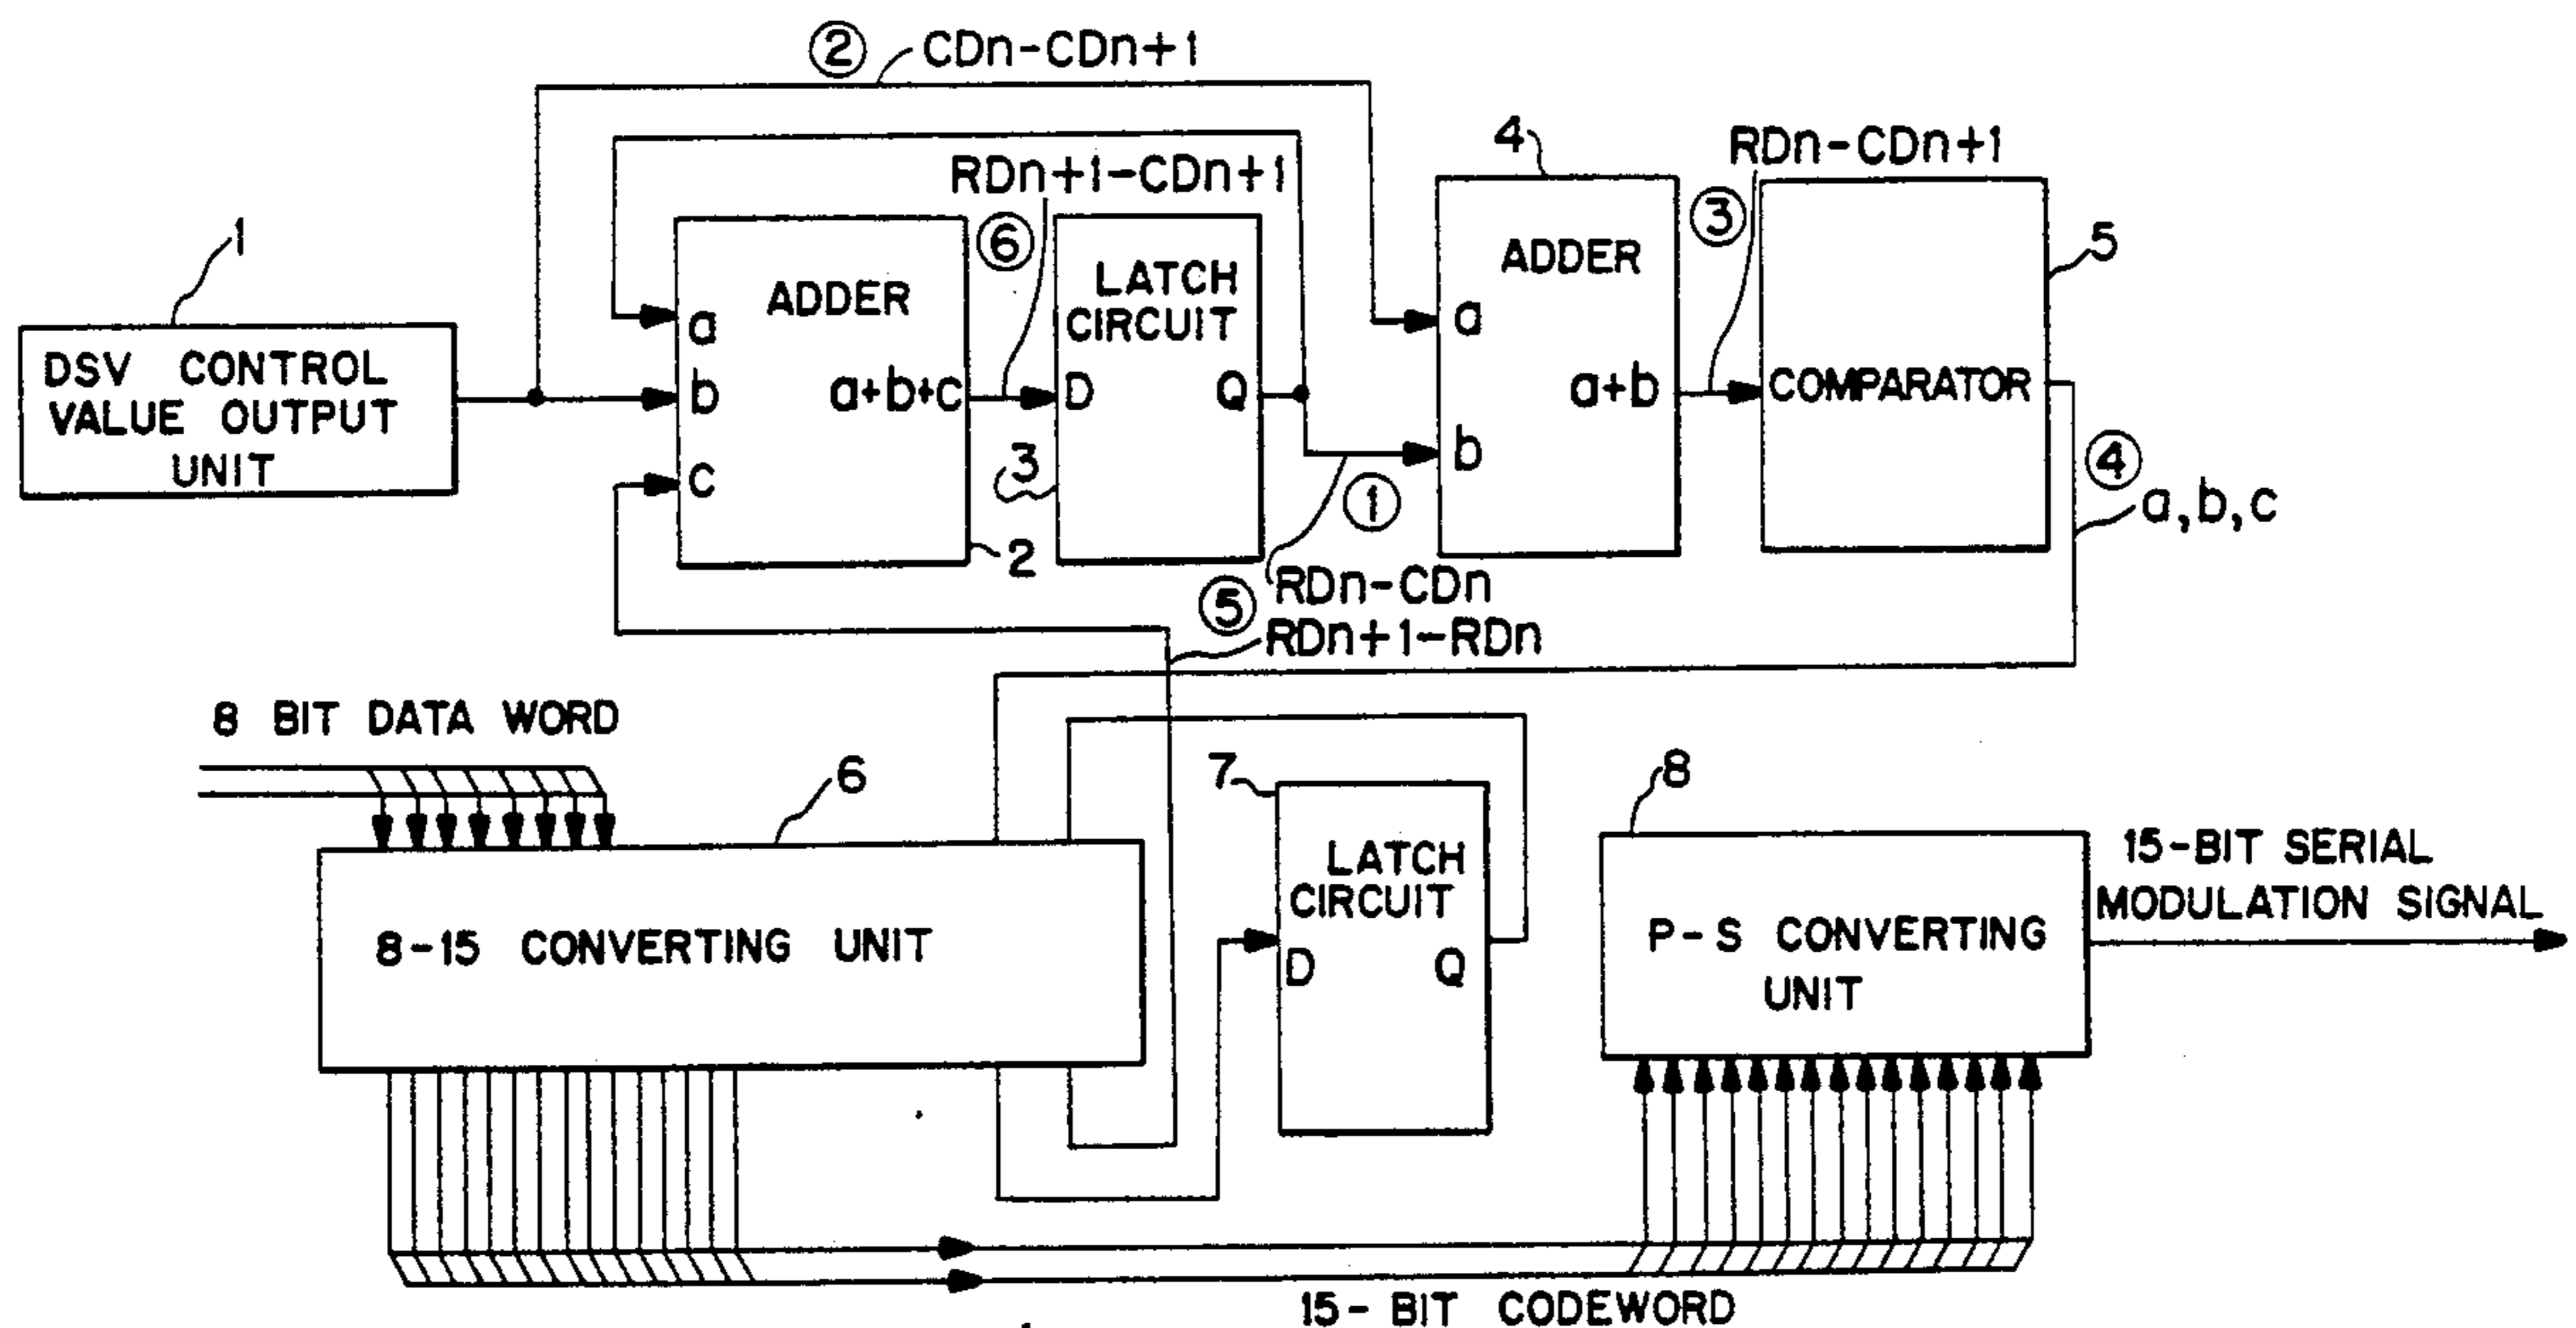 ② CDn-CDn+1
RDn+1-CDn+1
⑥
4
RDn-CDn+1
③
1
5
DSV CONTROL
VALUE OUTPUT
UNIT
ADDER
a
b
c
a+b+c
2
LATCH
CIRCUIT
D
Q
3
①
RDn-CDn
⑤
RDn+1-RDn
ADDER
a
b
a+b
COMPARATOR
④
a,b,c
8 BIT DATA WORD
6
7
8
8-15 CONVERTING UNIT
LATCH
CIRCUIT
D
Q
P-S CONVERTING
UNIT
15-BIT SERIAL
MODULATION SIGNAL
15-BIT CODEWORD